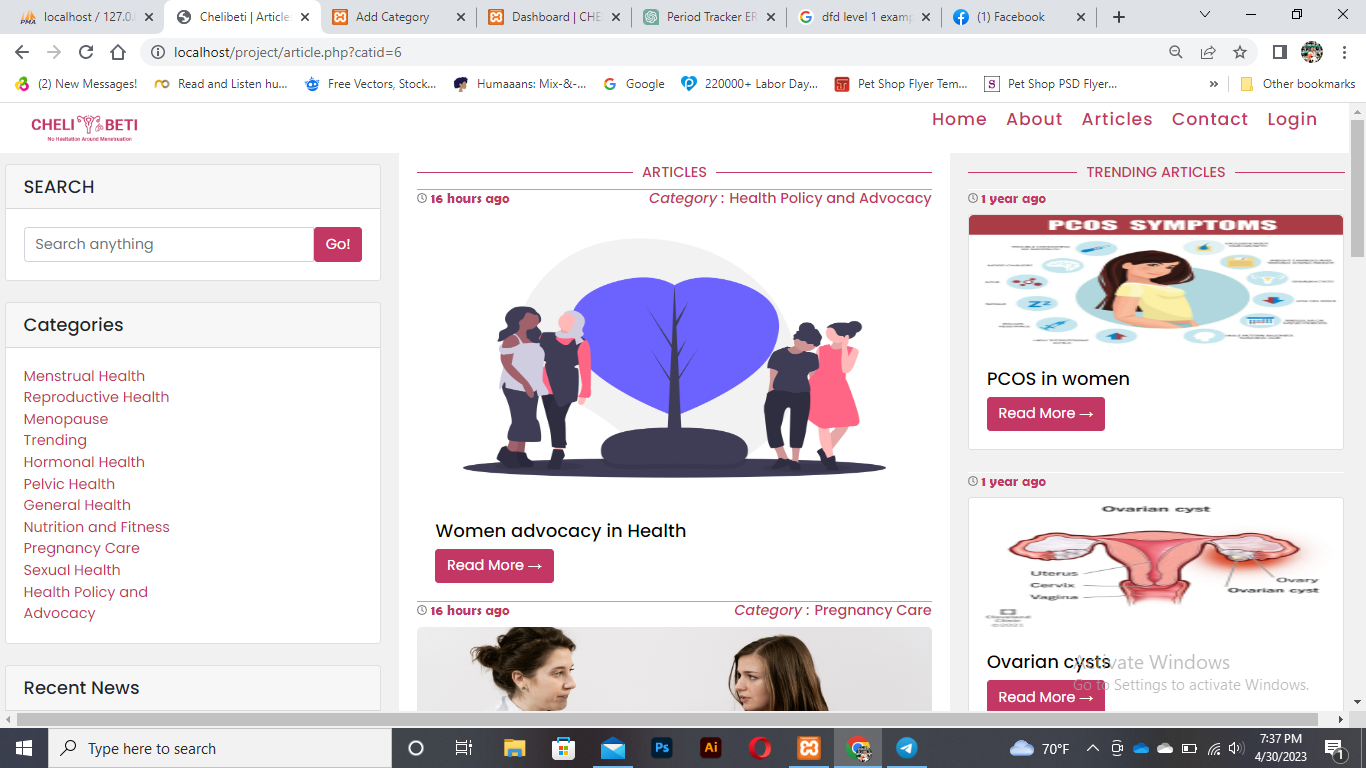 localhost / 127.0.
Chelibeti | Articles
Add Category
Dashboard | CHE
Period Tracker ER
dfd level 1 examp
(1) Facebook
localhost/project/article.php?catid=6
(2) New Messages!
Read and Listen hu...
Free Vectors, Stock...
Humaaans: Mix-&-...
Google
220000+ Labor Day...
Pet Shop Flyer Tem...
Pet Shop PSD Flyer...
»
Other bookmarks
CHELI BETI
No Hesitation Around Menstruation
Home
About
Articles
Contact
Login
SEARCH
Search anything
Go!
Categories
Menstrual Health
Reproductive Health
Menopause
Trending
Hormonal Health
Pelvic Health
General Health
Nutrition and Fitness
Pregnancy Care
Sexual Health
Health Policy and
Advocacy
Recent News
ARTICLES
16 hours ago
Category : Health Policy and Advocacy
Women advocacy in Health
Read More →
16 hours ago
Category : Pregnancy Care
TRENDING ARTICLES
1 year ago
PCOS SYMPTOMS
PCOS in women
Read More →
1 year ago
Ovarian cyst
Uterus
Cervix
Vagina
Ovary
Ovarian cyst
Cleveland
Clinic
©2021
Ovarian cysts
Read More →
Activate Windows
Go to Settings to activate Windows.
Type here to search
Ps
Ai
70°F
7:37 PM
4/30/2023
1